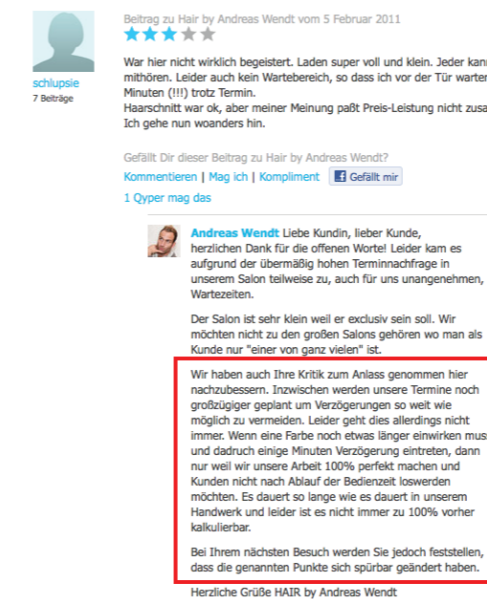 Beitrag zu Hair by Andreas Wendt vom 5 Februar 2011
schlupsie
7 Beiträge
War hier nicht wirklich begeistert. Laden super voll und klein. Jeder kann
mithören. Leider auch kein Wartebereich, so dass ich vor der Tür warten
Minuten (!!!) trotz Termin.
Haarschnitt war ok, aber meiner Meinung paßt Preis-Leistung nicht
Ich gehe nun woanders hin.
Gefällt Dir dieser Beitrag zu Hair by Andreas Wendt?
Kommentieren | Mag ich | Kompliment f Gefällt mir
1 Qyper mag das
Andreas Wendt Liebe Kundin, lieber Kunde,
herzlichen Dank für die offenen Worte! Leider kam es
aufgrund der übermäßig hohen Terminnachfrage in
unserem Salon teilweise zu, auch für uns unangenehmen,
Wartezeiten.
Der Salon ist sehr klein weil er exclusiv sein soll. Wir
möchten nicht zu den großen Salons gehören wo man als
Kunde nur "einer von ganz vielen" ist.
Wir haben auch Ihre Kritik zum Anlass genommen hier
nachzubessern. Inzwischen werden unsere Termine noch
großzügiger geplant um Verzögerungen so weit wie
möglich zu vermeiden. Leider geht dies allerdings nicht
immer. Wenn eine Farbe noch etwas länger einwirken muss
und dadruch einige Minuten Verzögerung eintreten, dann
nur weil wir unsere Arbeit 100% perfekt machen und
Kunden nicht nach Ablauf der Bedienzeit loswerden
möchten. Es dauert so lange wie es dauert in unserem
Handwerk und leider ist es nicht immer zu 100% vorher
kalkulierbar.
Bei Ihrem nächsten Besuch werden Sie jedoch feststellen,
dass die genannten Punkte sich spürbar geändert haben.
Herzliche Grüße HAIR by Andreas Wendt